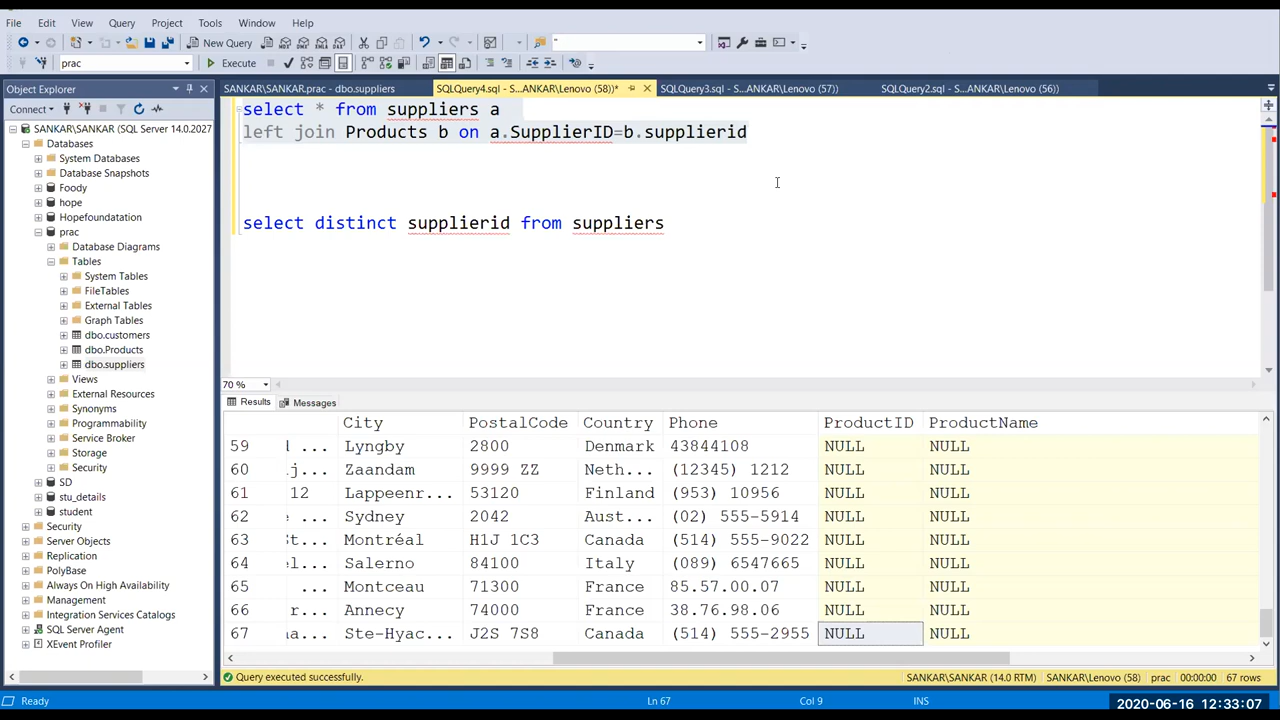 File Edit View Query Project Tools Window Help
New Query MDX DMX XMLA DAX "
prac Execute
Object Explorer
Connect
SANKAR\SANKAR (SQL Server 14.0.2027
Databases
System Databases
Database Snapshots
Foody
hope
Hopefoundatation
prac
Database Diagrams
Tables
System Tables
FileTables
External Tables
Graph Tables
dbo.customers
dbo.Products
dbo.suppliers
Views
External Resources
Synonyms
Programmability
Service Broker
Storage
Security
SD
stu_details
student
Security
Server Objects
Replication
PolyBase
Always On High Availability
Management
Integration Services Catalogs
SQL Server Agent
XEvent Profiler
SANKAR\SANKAR.prac - dbo.suppliers SQLQuery4.sql - S...ANKAR\Lenovo (58))* SQLQuery3.sql - S...ANKAR\Lenovo (57)) SQLQuery2.sql - S...ANKAR\Lenovo (56))
select * from suppliers a
left join Products b on a.SupplierID=b.supplierid
select distinct supplierid from suppliers
70 %
Results Messages
City PostalCode Country Phone ProductID ProductName
59 d ... Lyngby 2800 Denmark 43844108 NULL NULL
60 j... Zaandam 9999 ZZ Neth... (12345) 1212 NULL NULL
61 12 Lappeenr... 53120 Finland (953) 10956 NULL NULL
62 e ... Sydney 2042 Aust... (02) 555-5914 NULL NULL
63 St... Montréal H1J 1C3 Canada (514) 555-9022 NULL NULL
64 el... Salerno 84100 Italy (089) 6547665 NULL NULL
65 ... Montceau 71300 France 85.57.00.07 NULL NULL
66 r... Annecy 74000 France 38.76.98.06 NULL NULL
67 a... Ste-Hyac... J2S 7S8 Canada (514) 555-2955 NULL NULL
Query executed successfully. SANKAR\SANKAR (14.0 RTM) SANKAR\Lenovo (58) prac 00:00:00 67 rows
Ready Ln 67 Col 9 INS 2020-06-16 12:33:07